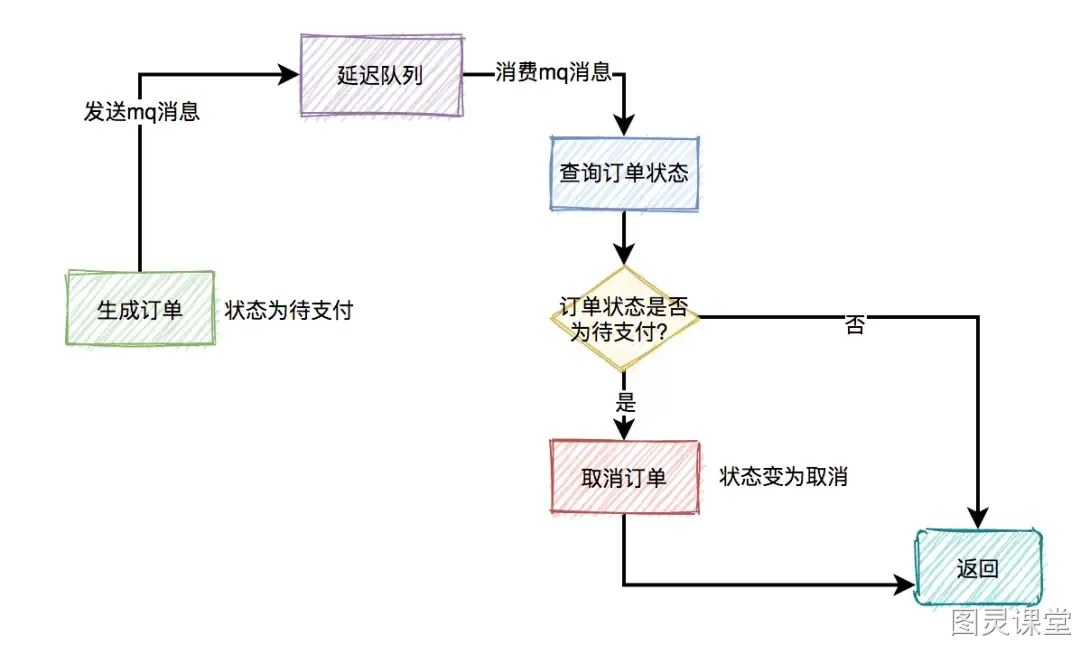 延迟队列
消费mq消息
发送mq消息
查询订单状态
生成订单
状态为待支付
订单状态是否
为待支付?
否
是
取消订单
状态变为取消
返回
图灵课堂